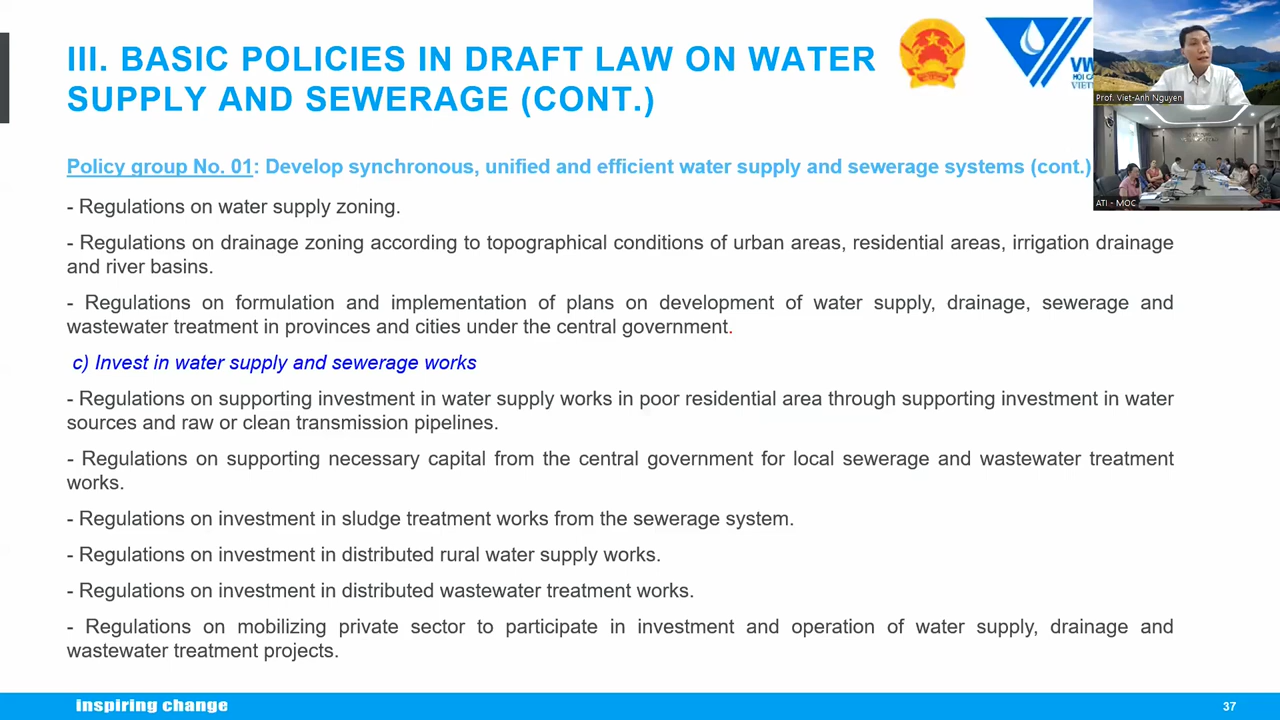 III. BASIC POLICIES IN DRAFT LAW ON WATER
SUPPLY AND SEWERAGE (CONT.)
Prof. Viet-Anh Nguyen
Policy group No. 01: Develop synchronous, unified and efficient water supply and sewerage systems (cont.)
ATI - MOC
- Regulations on water supply zoning.
- Regulations on drainage zoning according to topographical conditions of urban areas, residential areas, irrigation drainage
and river basins.
- Regulations on formulation and implementation of plans on development of water supply, drainage, sewerage and
wastewater treatment in provinces and cities under the central government.
c) Invest in water supply and sewerage works
- Regulations on supporting investment in water supply works in poor residential area through supporting investment in water
sources and raw or clean transmission pipelines.
- Regulations on supporting necessary capital from the central government for local sewerage and wastewater treatment
works.
- Regulations on investment in sludge treatment works from the sewerage system.
- Regulations on investment in distributed rural water supply works.
- Regulations on investment in distributed wastewater treatment works.
- Regulations on mobilizing private sector to participate in investment and operation of water supply, drainage and
wastewater treatment projects.
inspiring change
37